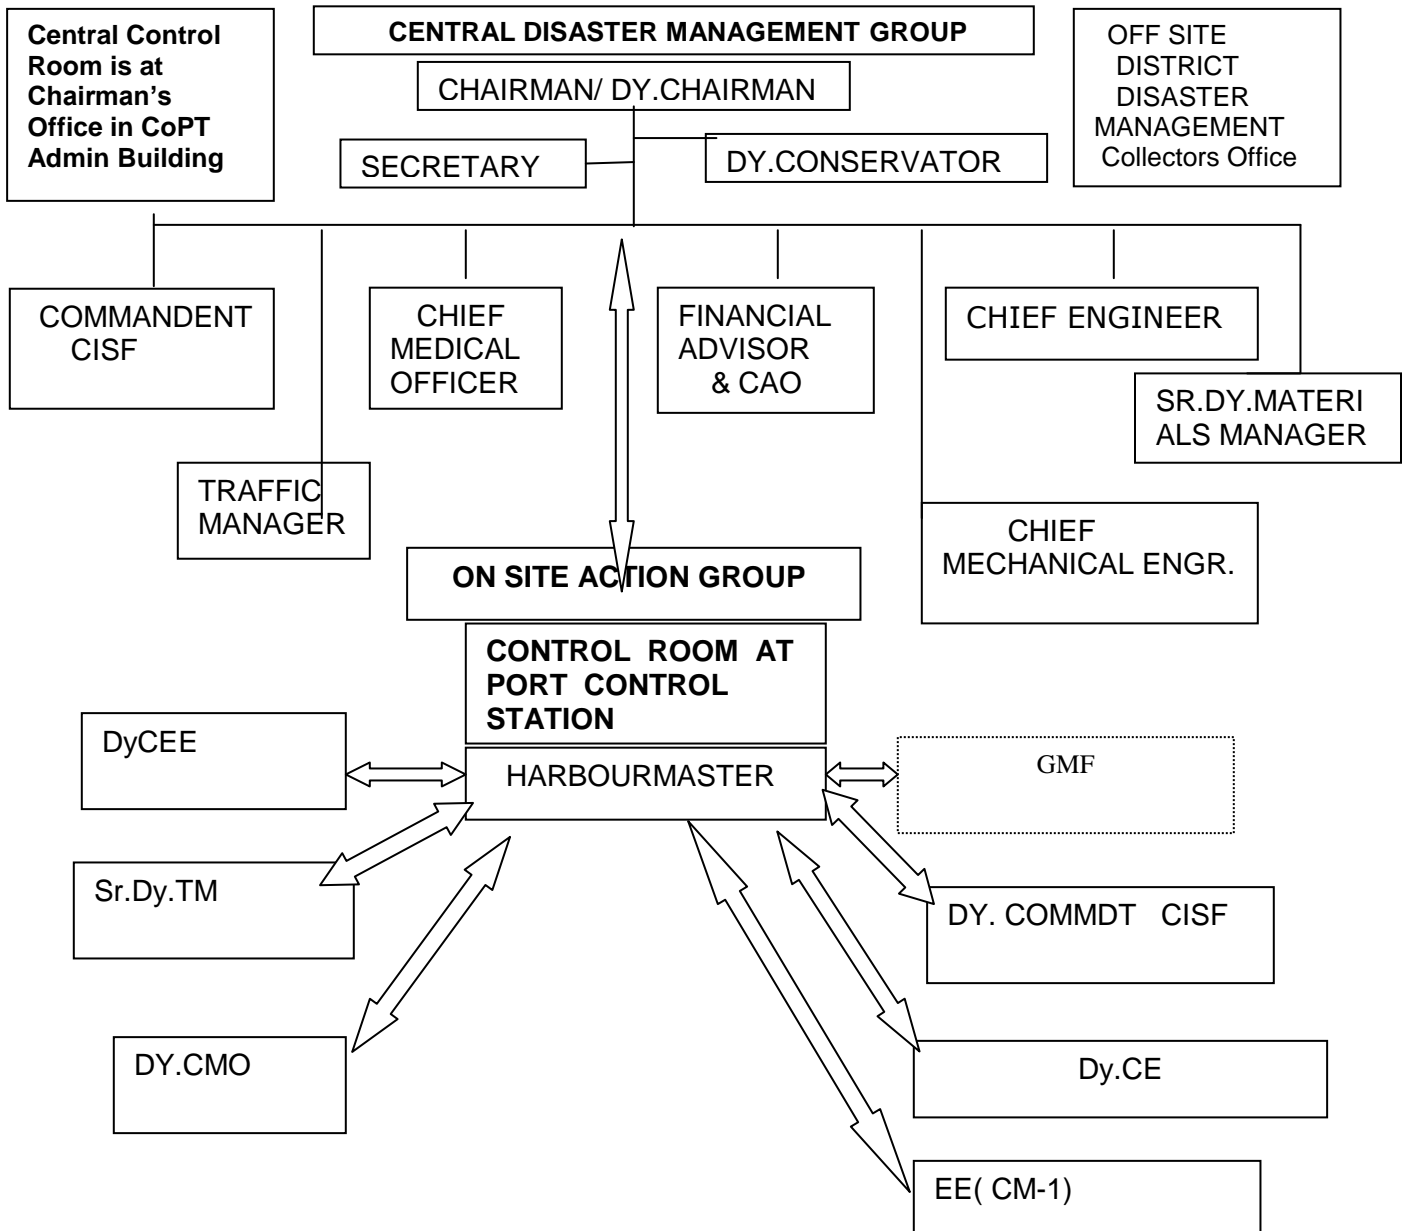 Central Control
Room is at
Chairman’s
Office in CoPT
Admin Building
CENTRAL DISASTER MANAGEMENT GROUP
CHAIRMAN/ DY.CHAIRMAN
OFF SITE
DISTRICT
DISASTER
MANAGEMENT
Collectors Office
SECRETARY
DY.CONSERVATOR
COMMANDENT
CISF
CHIEF
MEDICAL
OFFICER
FINANCIAL
ADVISOR
& CAO
CHIEF ENGINEER
SR.DY.MATERI
ALS MANAGER
TRAFFIC
MANAGER
CHIEF
MECHANICAL ENGR.
ON SITE ACTION GROUP
CONTROL ROOM AT
PORT CONTROL
STATION
DyCEE
HARBOURMASTER
GMF
Sr.Dy.TM
DY. COMMDT CISF
DY.CMO
Dy.CE
EE( CM-1)